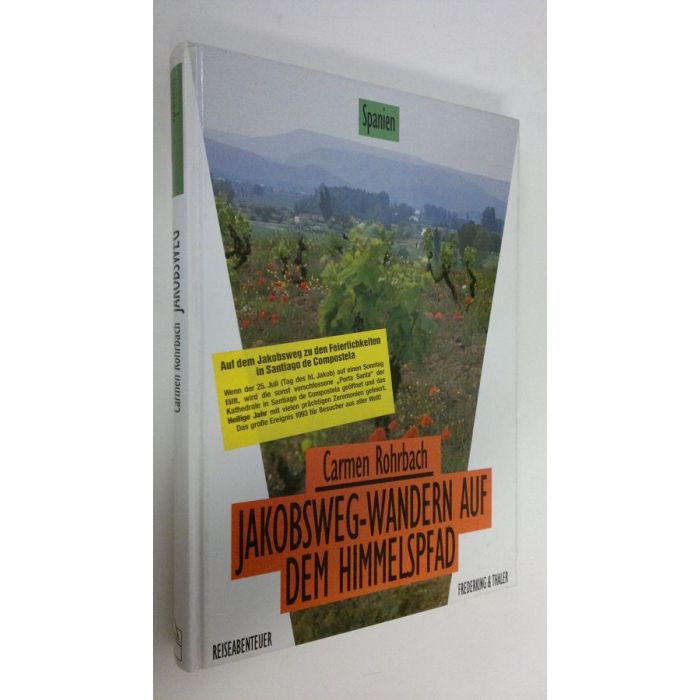 Spanien
Auf dem Jakobsweg zu den Feierlichkeiten
in Santiago de Compostela
Wenn der 25. Juli (Tag des hl. Jakob) auf einen Sonntag
fällt, wird die sonst verschlossene „Porta Santa" der
Kathedrale in Santiago de Compostela geöffnet und das
Heilige Jahr mit vielen prächtigen Zeremonien gefeiert.
Das große Ereignis 1993 für Besucher aus aller Welt!
Carmen Rohrbach
JAKOBSWEG-WANDERN AUF
DEM HIMMELSPFAD
REISEABENTEUER
FREDERKING & THALER
Carmen Rohrbach JAKOBSWEG